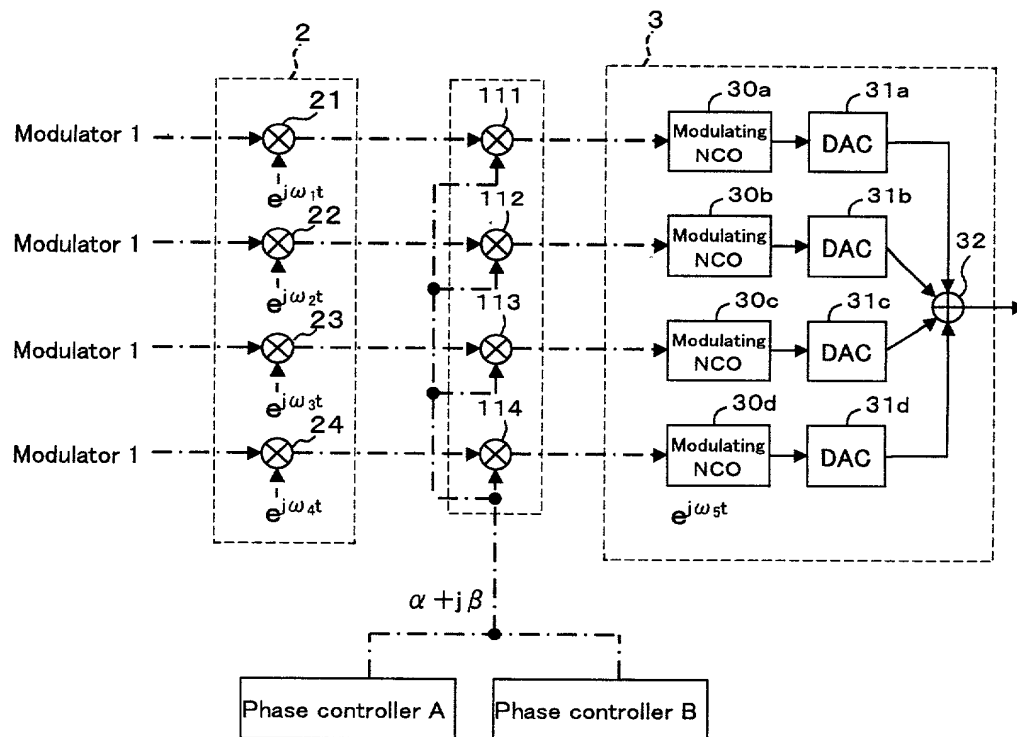 2
3
21
111
30a
31a
Modulator 1
Modulating
NCO
DAC
e^{jω₁t}
22
112
30b
31b
Modulator 1
Modulating
NCO
DAC
32
e^{jω₂t}
23
113
30c
31c
Modulator 1
Modulating
NCO
DAC
e^{jω₃t}
24
114
30d
31d
Modulator 1
Modulating
NCO
DAC
e^{jω₄t}
e^{jω₅t}
α+jβ
Phase controller A
Phase controller B